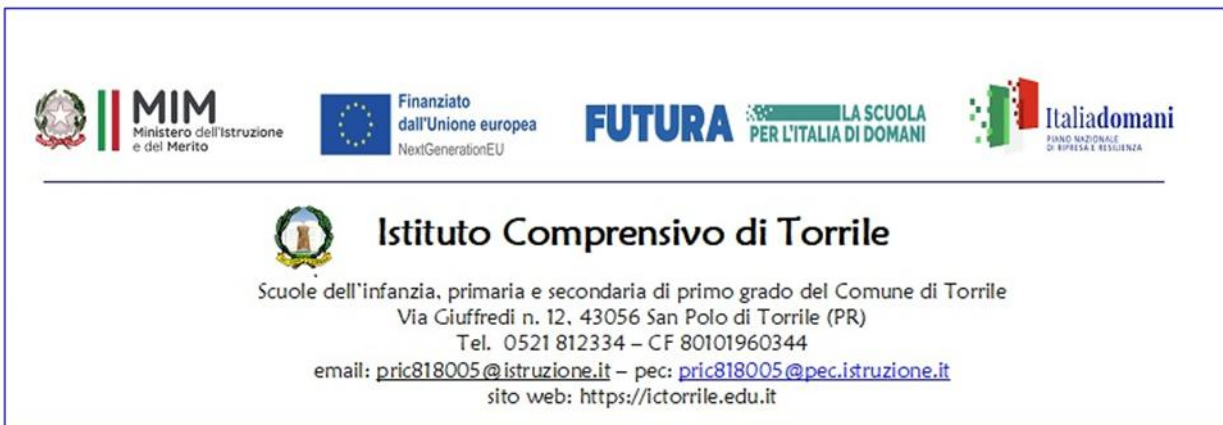 MIM
Ministero dell'Istruzione
e del Merito
Finanziato
dall'Unione europea
NextGenerationEU
FUTURA
LA SCUOLA
PER L'ITALIA DI DOMANI
Italiadomani
PIANO NAZIONALE
DI RIPRESA E RESILIENZA
Istituto Comprensivo di Torrile
Scuole dell'infanzia, primaria e secondaria di primo grado del Comune di Torrile
Via Giuffredi n. 12, 43056 San Polo di Torrile (PR)
Tel. 0521 812334 – CF 80101960344
email: pric818005@istruzione.it – pec: pric818005@pec.istruzione.it
sito web: https://ictorrile.edu.it